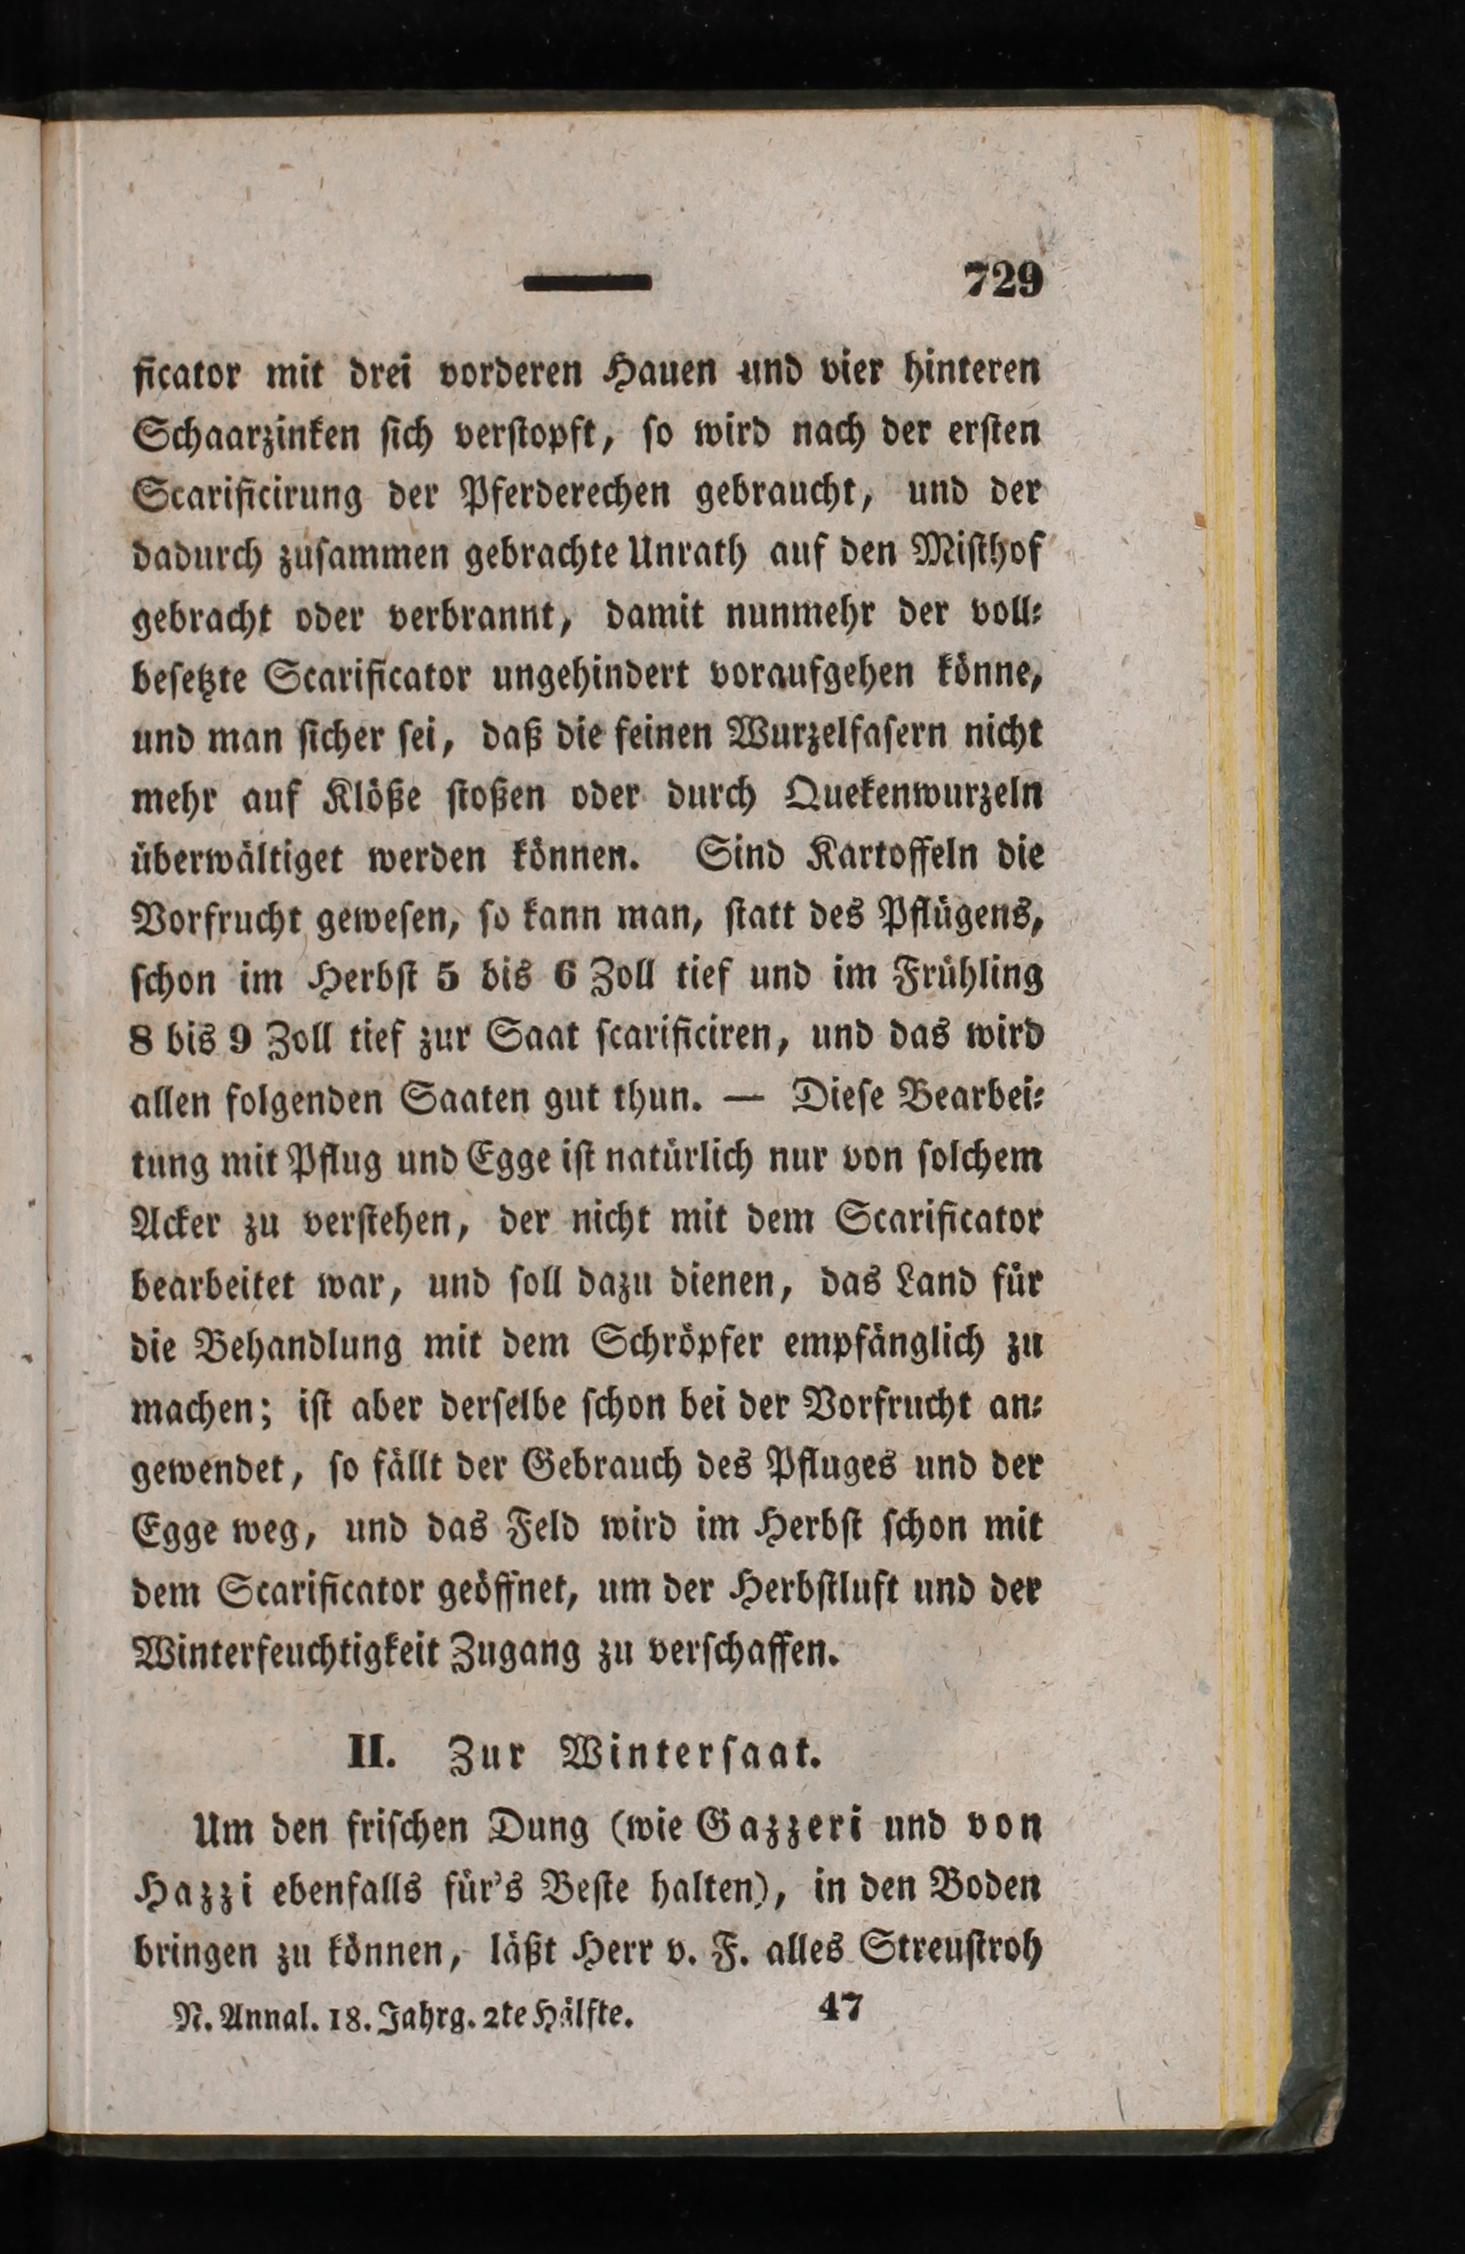 729
ficator mit drei vorderen Hauen und vier hinteren
Schaarzinken ſich verſtopft, ſo wird nach der erſten
Scarificirung der Pferderechen gebraucht, und der
dadurch zuſammen gebrachte Unrath auf den Miſthof
gebracht oder verbrannt, damit nunmehr der voll⸗
beſetzte Scarificator ungehindert voraufgehen könne,
und man ſicher ſei, daß die feinen Wurzelfaſern nicht
mehr auf Klöße ſtoßen oder durch Quekenwurzeln
überwältiget werden können. Sind Kartoffeln die
Vorfrucht geweſen, ſo kann man, ſtatt des Pflügens,
ſchon im Herbſt 5 bis 6 Zoll tief und im Frühling
8 bis 9 Zoll tief zur Saat ſcarificiren, und das wird
allen folgenden Saaten gut thun. — Dieſe Bearbei⸗
tung mit Pflug und Egge iſt natürlich nur von ſolchem
Acker zu verſtehen, der nicht mit dem Scarificator
bearbeitet war, und ſoll dazu dienen, das Land für
die Behandlung mit dem Schröpfer empfänglich zu
machen; iſt aber derſelbe ſchon bei der Vorfrucht an⸗
gewendet, ſo fällt der Gebrauch des Pfluges und der
Egge weg, und das Feld wird im Herbſt ſchon mit
dem Scarificator geöffnet, um der Herbſtluft und der
Winterfeuchtigkeit Zugang zu verſchaffen.
II. Zur Winterſaat.
Um den friſchen Dung (wie Gazzeri und von
Hazzi ebenfalls für's Beſte halten), in den Boden
bringen zu können, läßt Herr v. F. alles Streuſtroh
N. Annal. 18. Jahrg. 2te Hälfte. 47